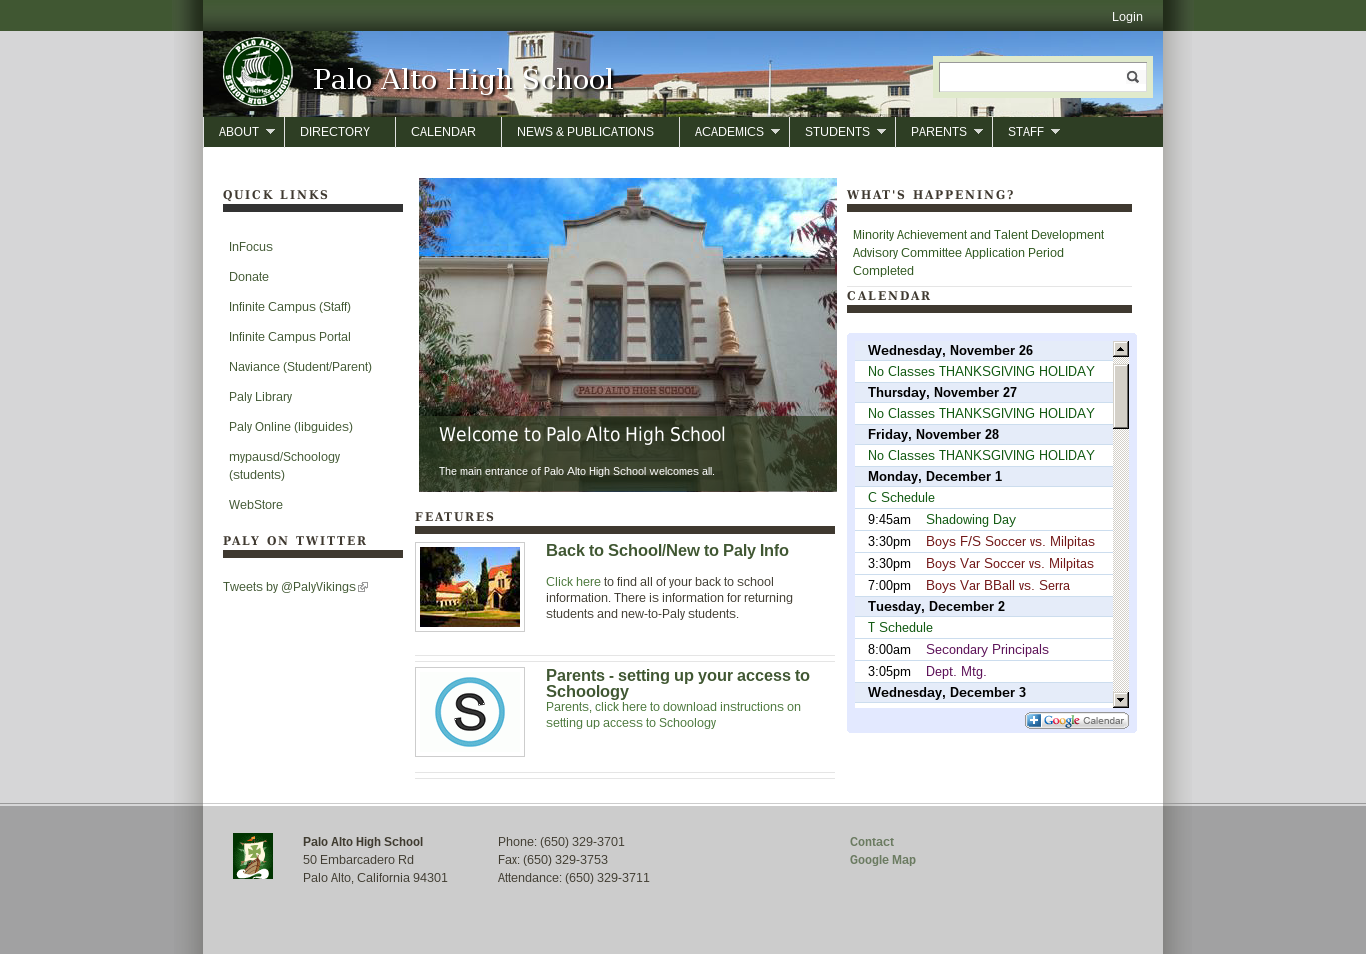 Login
PALO ALTO
Vikings
SENIOR HIGH SCHOOL
Palo Alto High School
ABOUT
DIRECTORY
CALENDAR
NEWS & PUBLICATIONS
ACADEMICS
STUDENTS
PARENTS
STAFF
QUICK LINKS
InFocus
Donate
Infinite Campus (Staff)
Infinite Campus Portal
Naviance (Student/Parent)
Paly Library
Paly Online (libguides)
mypausd/Schoology
(students)
WebStore
PALY ON TWITTER
Tweets by @PalyVikings
PALO ALTO HIGH SCHOOL
Welcome to Palo Alto High School
The main entrance of Palo Alto High School welcomes all.
FEATURES
Back to School/New to Paly Info
Click here to find all of your back to school
information. There is information for returning
students and new-to-Paly students.
S
Parents - setting up your access to
Schoology
Parents, click here to download instructions on
setting up access to Schoology
WHAT'S HAPPENING?
Minority Achievement and Talent Development
Advisory Committee Application Period
Completed
CALENDAR
Wednesday, November 26
No Classes THANKSGIVING HOLIDAY
Thursday, November 27
No Classes THANKSGIVING HOLIDAY
Friday, November 28
No Classes THANKSGIVING HOLIDAY
Monday, December 1
C Schedule
9:45am Shadowing Day
3:30pm Boys F/S Soccer vs. Milpitas
3:30pm Boys Var Soccer vs. Milpitas
7:00pm Boys Var BBall vs. Serra
Tuesday, December 2
T Schedule
8:00am Secondary Principals
3:05pm Dept. Mtg.
Wednesday, December 3
Google Calendar
Palo Alto High School
50 Embarcadero Rd
Palo Alto, California 94301
Phone: (650) 329-3701
Fax: (650) 329-3753
Attendance: (650) 329-3711
Contact
Google Map